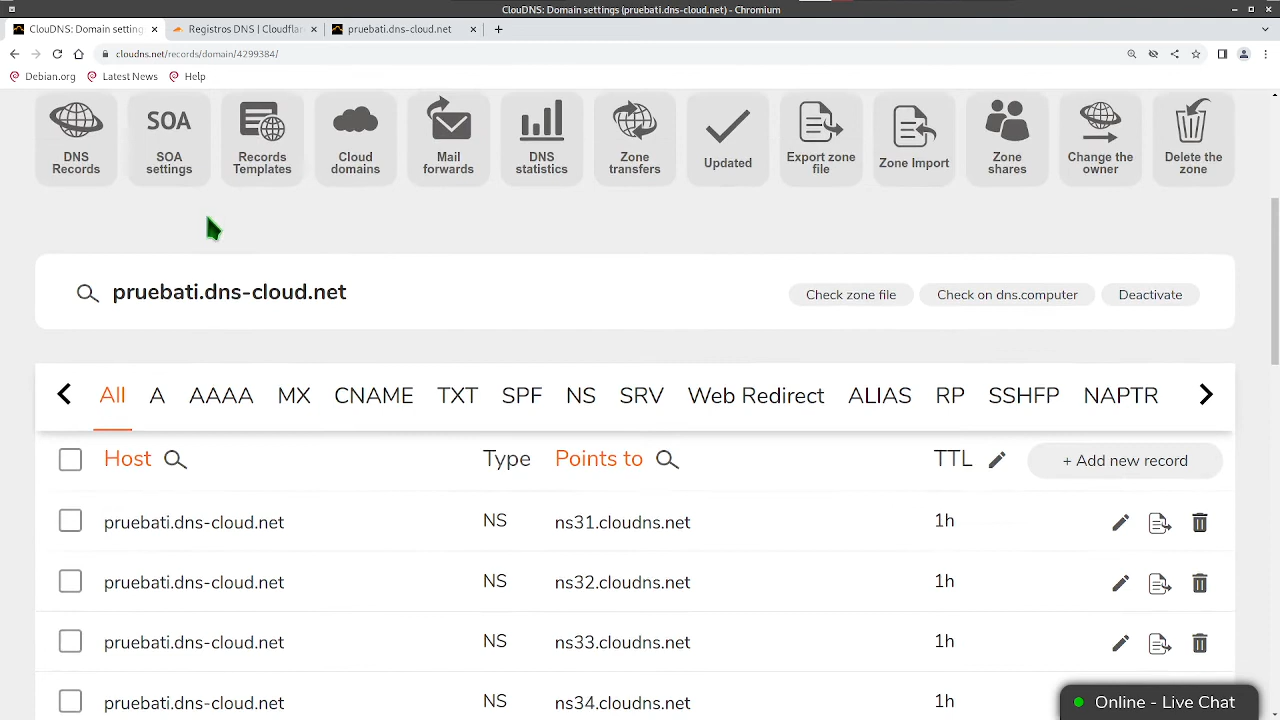 ClouDNS: Domain settings (pruebati.dns-cloud.net) - Chromium
ClouDNS: Domain setting
Registros DNS | Cloudflar
pruebati.dns-cloud.net
cloudns.net/records/domain/4299384/
Debian.org
Latest News
Help
DNS Records
SOA
SOA settings
Records Templates
Cloud domains
Mail forwards
DNS statistics
Zone transfers
Updated
Export zone file
Zone Import
Zone shares
Change the owner
Delete the zone
pruebati.dns-cloud.net
Check zone file
Check on dns.computer
Deactivate
All A AAAA MX CNAME TXT SPF NS SRV Web Redirect ALIAS RP SSHFP NAPTR
Host Type Points to TTL + Add new record
pruebati.dns-cloud.net NS ns31.cloudns.net 1h
pruebati.dns-cloud.net NS ns32.cloudns.net 1h
pruebati.dns-cloud.net NS ns33.cloudns.net 1h
pruebati.dns-cloud.net NS ns34.cloudns.net 1h
Online - Live Chat